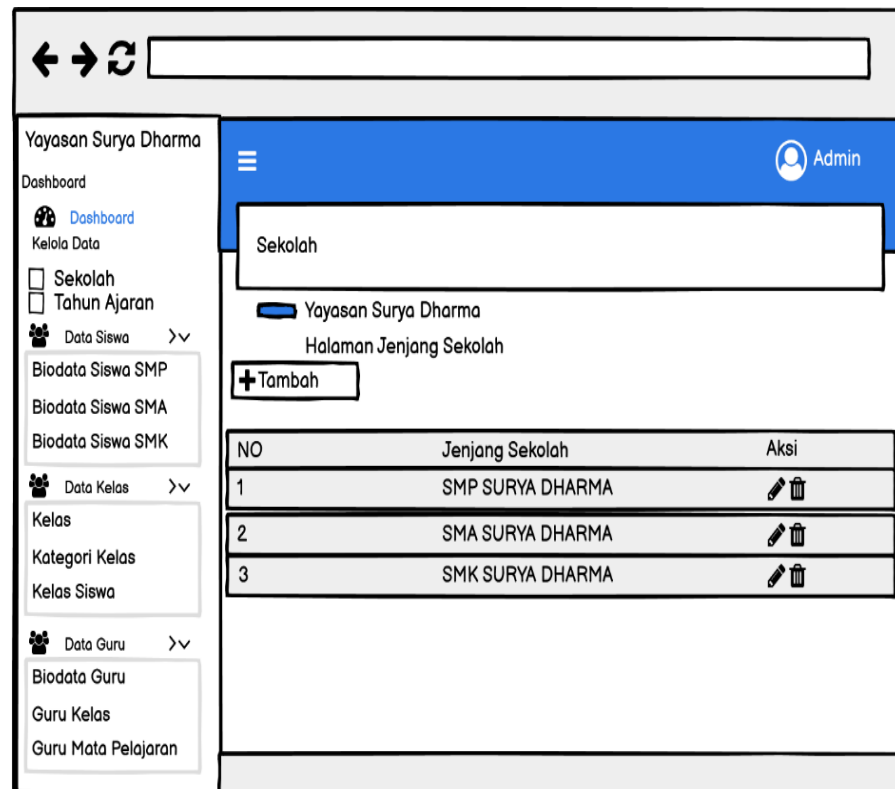 Yayasan Surya Dharma
Dashboard
Dashboard
Kelola Data
Sekolah
Tahun Ajaran
Data Siswa
Biodata Siswa SMP
Biodata Siswa SMA
Biodata Siswa SMK
Data Kelas
Kelas
Kategori Kelas
Kelas Siswa
Data Guru
Biodata Guru
Guru Kelas
Guru Mata Pelajaran
Admin
Sekolah
Yayasan Surya Dharma
Halaman Jenjang Sekolah
+Tambah
NO Jenjang Sekolah Aksi
1 SMP SURYA DHARMA
2 SMA SURYA DHARMA
3 SMK SURYA DHARMA